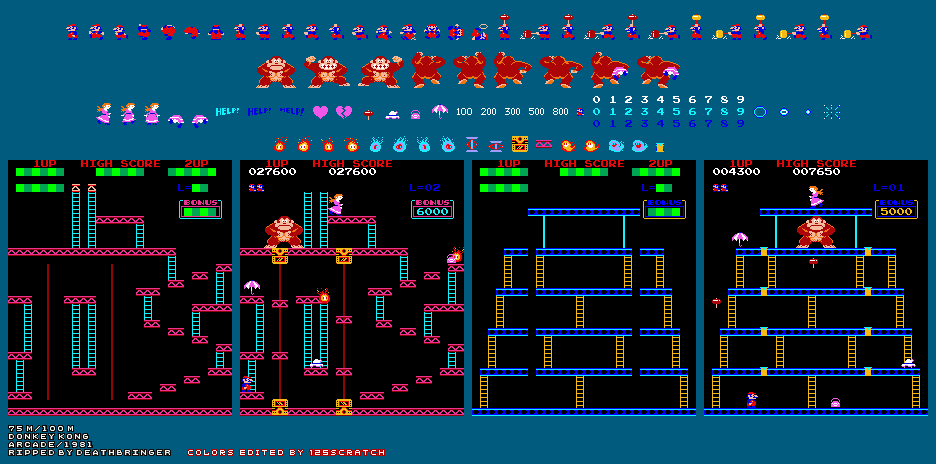 HELP! HELP! HELP! 100 200 300 500 800
0 1 2 3 4 5 6 7 8 9
0 1 2 3 4 5 6 7 8 9
0 1 2 3 4 5 6 7 8 9
1UP HIGH SCORE 2UP
L=
BONUS
1UP HIGH SCORE
027600 027600
L=02
BONUS
6000
1UP HIGH SCORE 2UP
L=
BONUS
1UP HIGH SCORE
004300 007650
L=01
BONUS
5000
75M/100M
DONKEY KONG
ARCADE/1981
RIPPED BY DEATHBRINGER COLORS EDITED BY 125SCRATCH